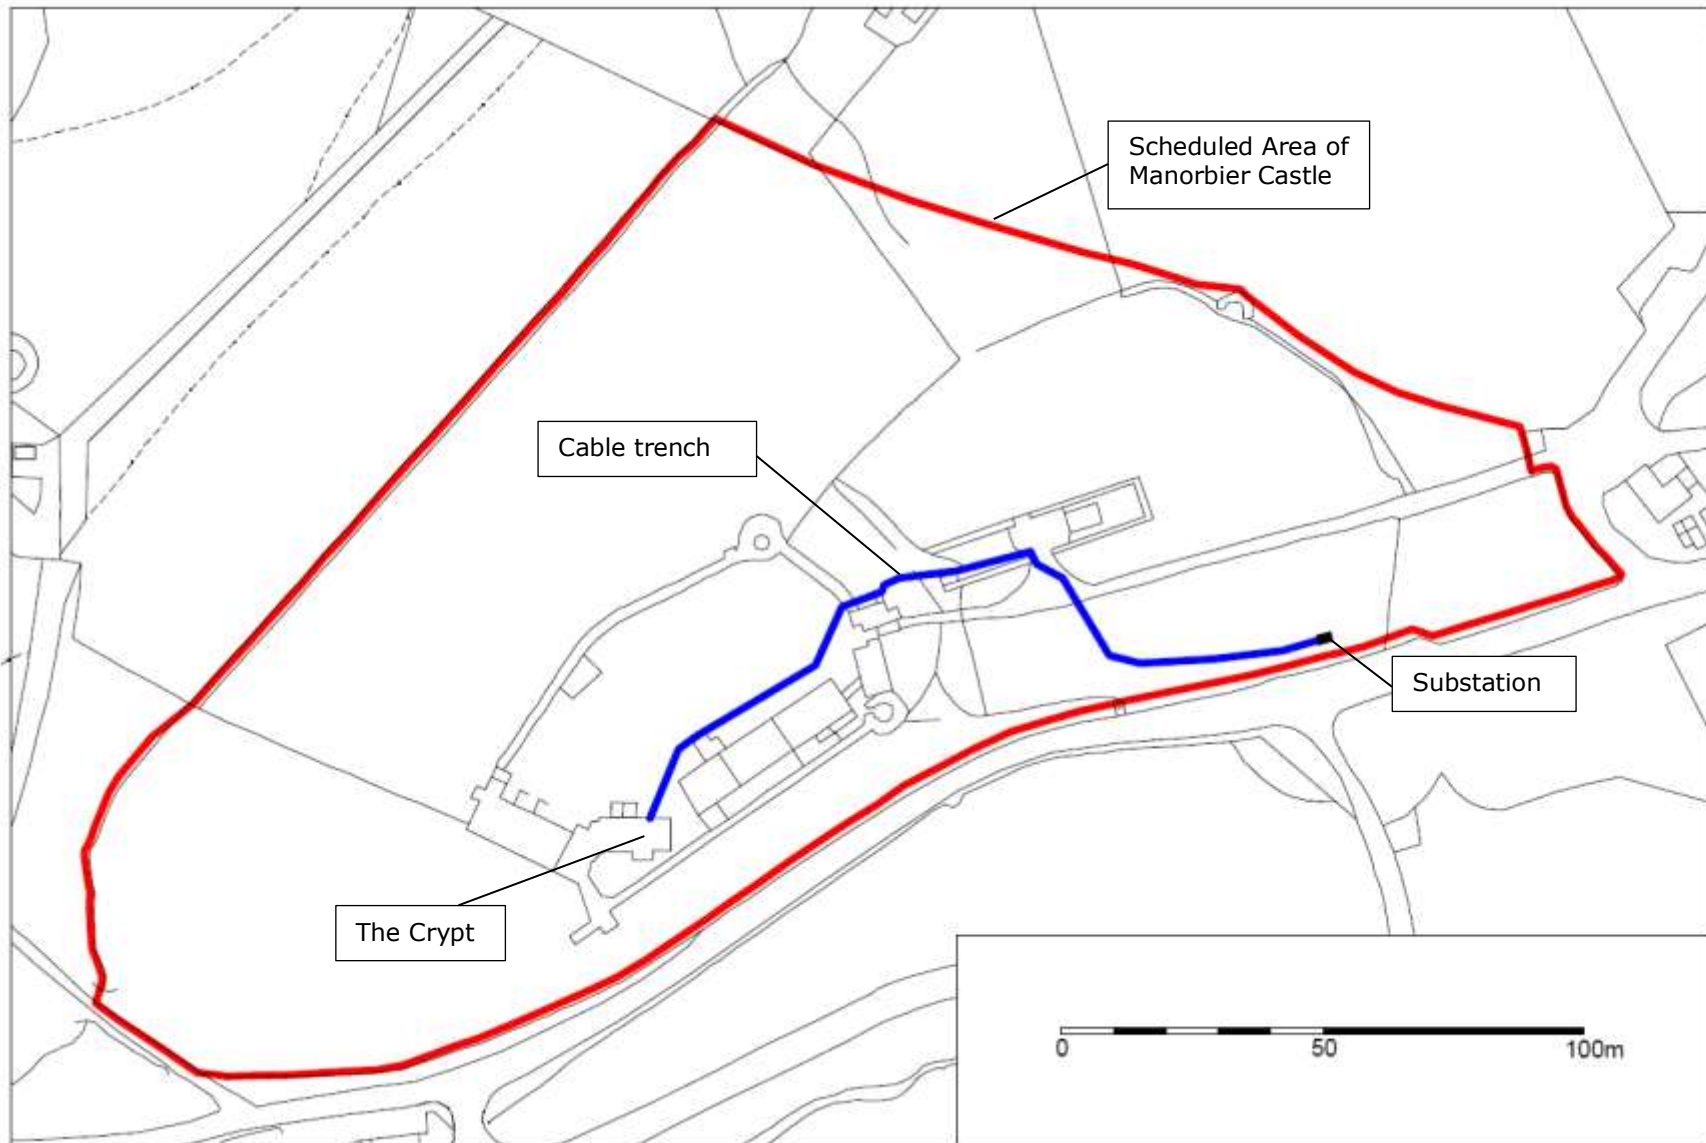 Scheduled Area of
Manorbier Castle
Cable trench
Substation
The Crypt
0 50 100m